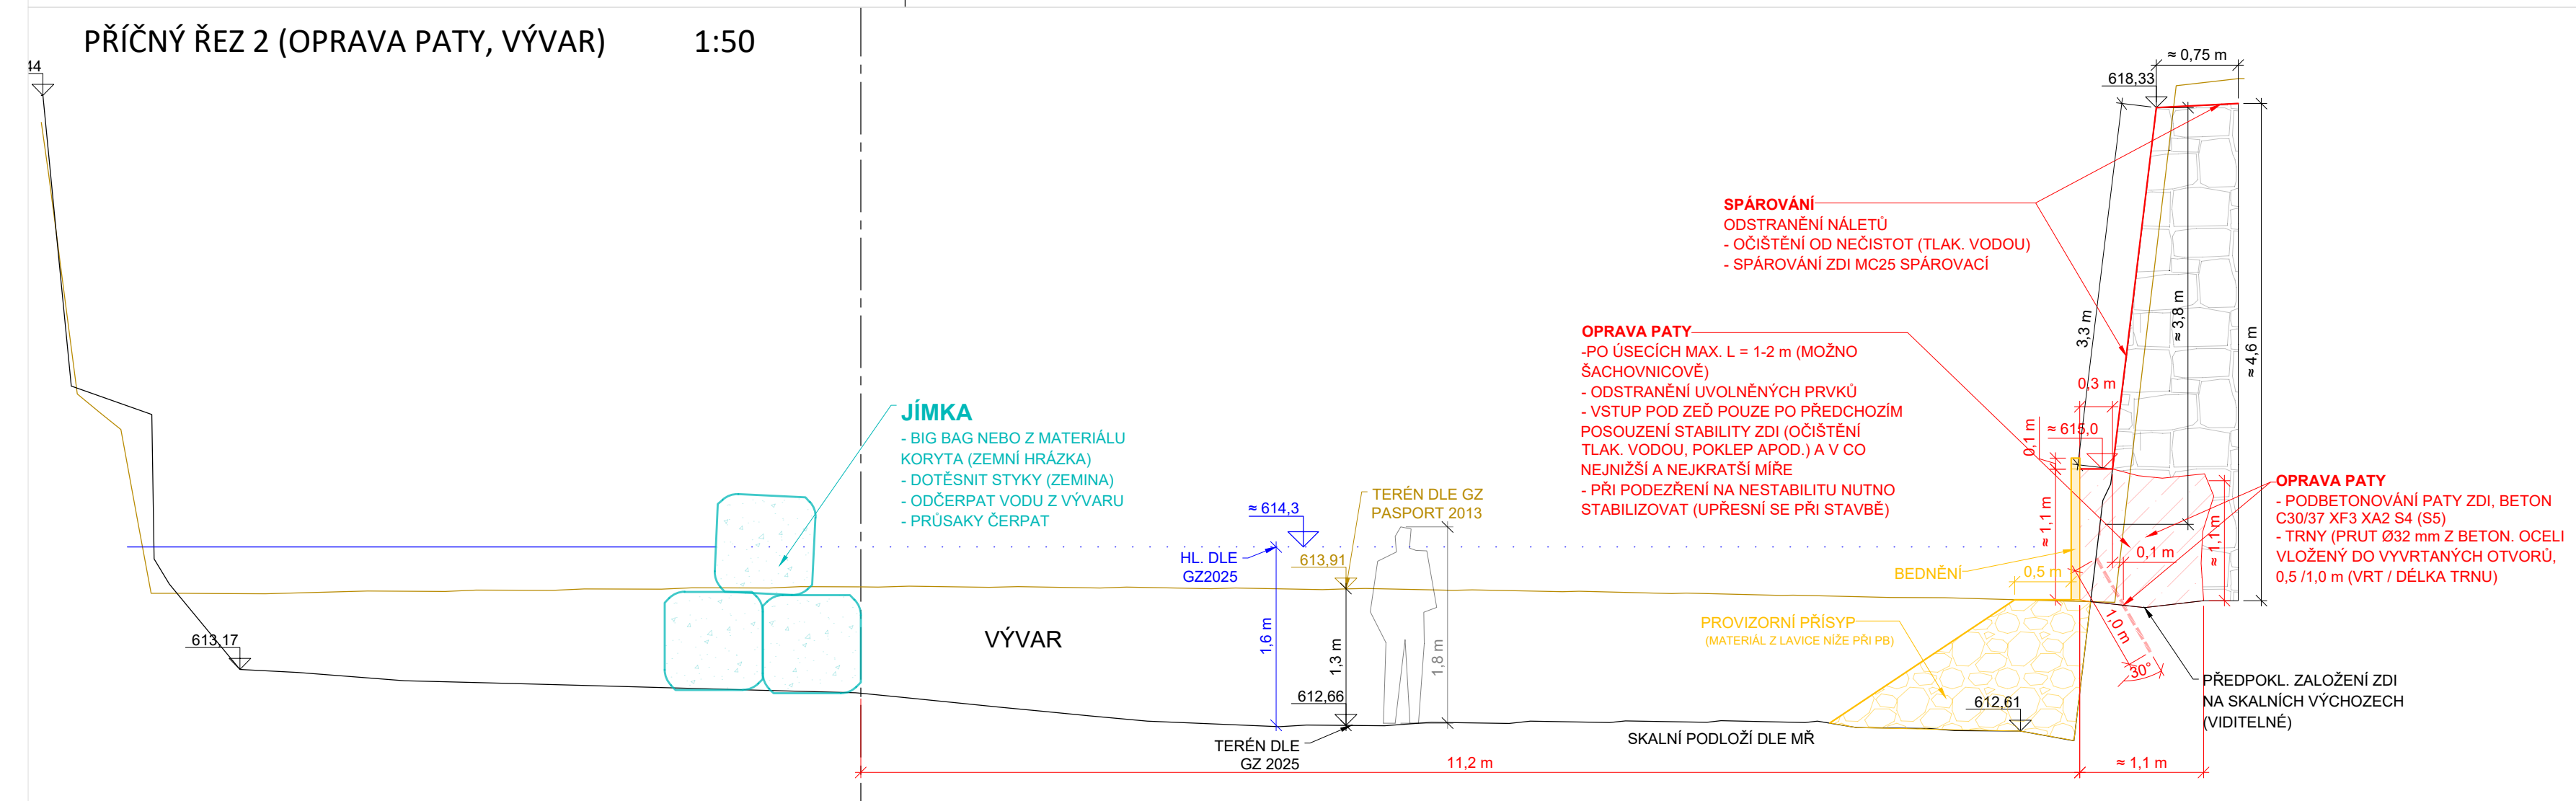 PŘÍČNÝ ŘEZ 2 (OPRAVA PATY, VÝVAR) 1:50
44
613,17
JÍMKA
- BIG BAG NEBO Z MATERIÁLU
KORYTA (ZEMNÍ HRÁZKA)
- DOTĚSNIT STYKY (ZEMINA)
- ODČERPAT VODU Z VÝVARU
- PRŮSAKY ČERPAT
VÝVAR
≈ 614,3
HL. DLE
GZ2025
1,6 m
TERÉN DLE GZ
PASPORT 2013
613,91
1,3 m
612,66
1,8 m
TERÉN DLE
GZ 2025
11,2 m
SKALNÍ PODLOŽÍ DLE MŘ
SPÁROVÁNÍ
ODSTRANĚNÍ NÁLETŮ
- OČIŠTĚNÍ OD NEČISTOT (TLAK. VODOU)
- SPÁROVÁNÍ ZDI MC25 SPÁROVACÍ
OPRAVA PATY
-PO ÚSECÍCH MAX. L = 1-2 m (MOŽNO
ŠACHOVNICOVĚ)
- ODSTRANĚNÍ UVOLNĚNÝCH PRVKŮ
- VSTUP POD ZEĎ POUZE PO PŘEDCHOZÍM
POSOUZENÍ STABILITY ZDI (OČIŠTĚNÍ
TLAK. VODOU, POKLEP APOD.) A V CO
NEJNIŽŠÍ A NEJKRATŠÍ MÍŘE
- PŘI PODEZŘENÍ NA NESTABILITU NUTNO
STABILIZOVAT (UPŘESNÍ SE PŘI STAVBĚ)
BEDNĚNÍ
0,5 m
PROVIZORNÍ PŘÍSYP
(MATERIÁL Z LAVICE NÍŽE PŘI PB)
612,61
≈ 0,75 m
618,33
3,3 m
≈ 3,8 m
≈ 4,6 m
0,3 m
0,1 m
≈ 615,0
≈ 1,1 m
0,1 m
≈ 1,1 m
1,0 m
30°
≈ 1,1 m
OPRAVA PATY
- PODBETONOVÁNÍ PATY ZDI, BETON
C30/37 XF3 XA2 S4 (S5)
- TRNY (PRUT Ø32 mm Z BETON. OCELI
VLOŽENÝ DO VYVRTANÝCH OTVORŮ,
0,5 /1,0 m (VRT / DÉLKA TRNU)
PŘEDPOKL. ZALOŽENÍ ZDI
NA SKALNÍCH VÝCHOZECH
(VIDITELNÉ)